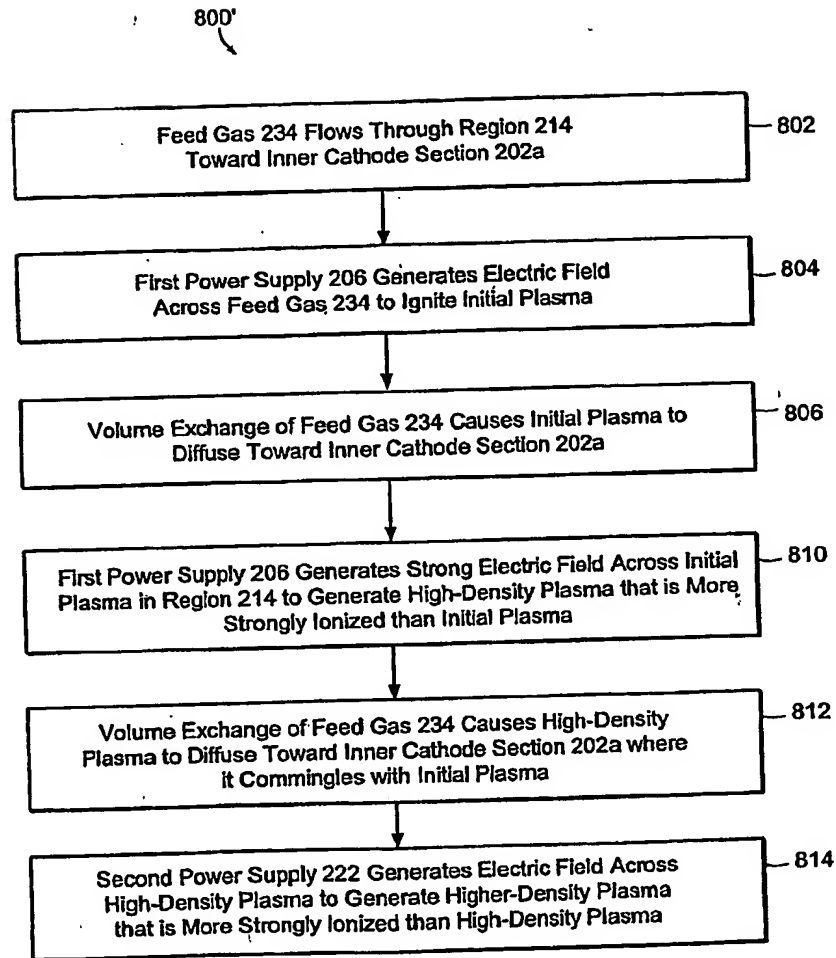 800'
Feed Gas 234 Flows Through Region 214
Toward Inner Cathode Section 202a
802
First Power Supply 206 Generates Electric Field
Across Feed Gas 234 to Ignite Initial Plasma
804
Volume Exchange of Feed Gas 234 Causes Initial Plasma to
Diffuse Toward Inner Cathode Section 202a
806
First Power Supply 206 Generates Strong Electric Field Across Initial
Plasma in Region 214 to Generate High-Density Plasma that is More
Strongly Ionized than Initial Plasma
810
Volume Exchange of Feed Gas 234 Causes High-Density
Plasma to Diffuse Toward Inner Cathode Section 202a where
it Commingles with Initial Plasma
812
Second Power Supply 222 Generates Electric Field Across
High-Density Plasma to Generate Higher-Density Plasma
that is More Strongly Ionized than High-Density Plasma
814